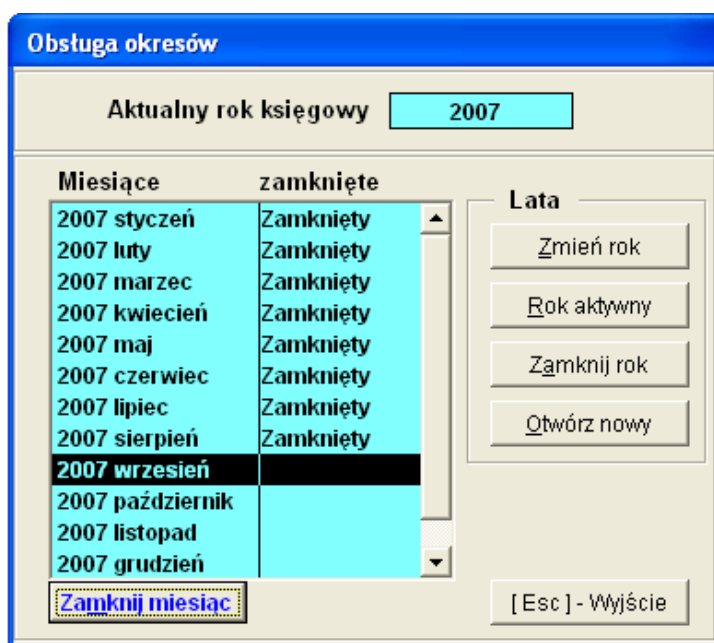 Obsługa okresów
Aktualny rok księgowy 2007
Miesiące zamknięte
2007 styczeń Zamknięty
2007 luty Zamknięty
2007 marzec Zamknięty
2007 kwiecień Zamknięty
2007 maj Zamknięty
2007 czerwiec Zamknięty
2007 lipiec Zamknięty
2007 sierpień Zamknięty
2007 wrzesień
2007 październik
2007 listopad
2007 grudzień
Zamknij miesiąc
Lata
Zmień rok
Rok aktywny
Zamknij rok
Otwórz nowy
[ Esc ] - Wyjście